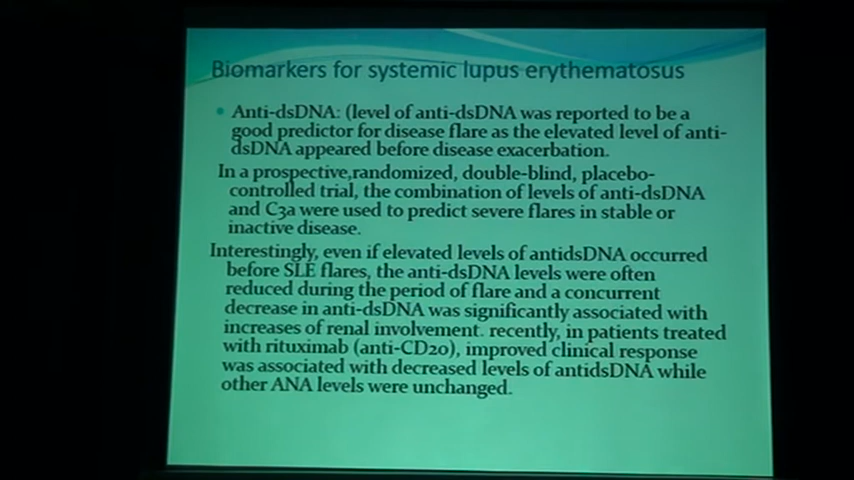 Biomarkers for systemic lupus erythematosus
• Anti-dsDNA: (level of anti-dsDNA was reported to be a
good predictor for disease flare as the elevated level of anti-
dsDNA appeared before disease exacerbation.
In a prospective,randomized, double-blind, placebo-
controlled trial, the combination of levels of anti-dsDNA
and C3a were used to predict severe flares in stable or
inactive disease.
Interestingly, even if elevated levels of antidsDNA occurred
before SLE flares, the anti-dsDNA levels were often
reduced during the period of flare and a concurrent
decrease in anti-dsDNA was significantly associated with
increases of renal involvement. recently, in patients treated
with rituximab (anti-CD20), improved clinical response
was associated with decreased levels of antidsDNA while
other ANA levels were unchanged.